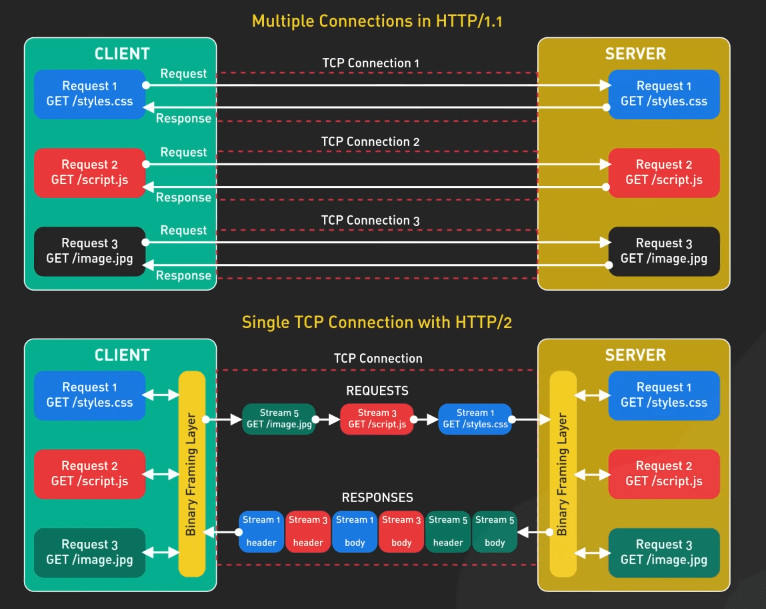 Multiple Connections in HTTP/1.1
CLIENT
SERVER
TCP Connection 1
Request 1
GET /styles.css
Request
Response
Request 1
GET /styles.css
TCP Connection 2
Request 2
GET /script.js
Request
Response
Request 2
GET /script.js
TCP Connection 3
Request 3
GET /image.jpg
Request
Response
Request 3
GET /image.jpg
Single TCP Connection with HTTP/2
CLIENT
SERVER
TCP Connection
Request 1
GET /styles.css
Request 2
GET /script.js
Request 3
GET /image.jpg
Binary Framing Layer
REQUESTS
Stream 5
GET /image.jpg
Stream 3
GET /script.js
Stream 1
GET /styles.css
RESPONSES
Stream 1
header
Stream 3
header
Stream 1
body
Stream 3
body
Stream 5
header
Stream 5
body
Binary Framing Layer
Request 1
GET /styles.css
Request 2
GET /script.js
Request 3
GET /image.jpg